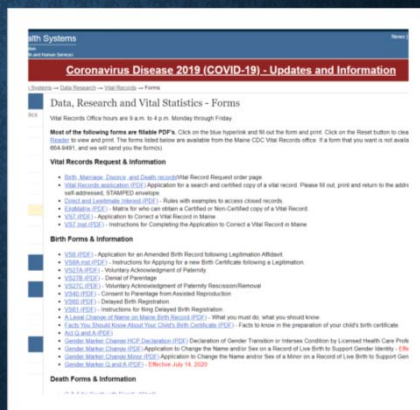 alth Systems
News
Coronavirus Disease 2019 (COVID-19) - Updates and Information
Systems → Data Research → Vital Records → Forms
Data, Research and Vital Statistics - Forms
Vital Records Office hours are 9 a.m. to 4 p.m. Monday through Friday
Most of the following forms are fillable PDF's. Click on the blue hyperlink and fill out the form and print. Click on the Reset button to clea
Reader to view and print. The forms listed below are available from the Maine CDC Vital Records office. If a form that you want is not availa
and we will send you the form(s).
Vital Records Request & Information
Birth, Marriage, Divorce, and Death records Vital Record Request order page
Vital Records application (PDF) Application for a search and certified copy of a vital record. Please fill out, print and return to the addre
self-addressed, STAMPED envelope
Direct and Legitimate Interest (PDF) - Rules with examples to access closed records
(PDF) - Matrix for who can obtain a Certified or Non-Certified copy of a Vital Record
VS7 (PDF) - Application to Correct a Vital Record in Maine
VS7 Inst (PDF) - Instructions for Completing the Application to Correct a Vital Record in Maine
Birth Forms & Information
(PDF) - Application for an Amended Birth Record following Legitimation Affidavit
(PDF) - Instructions for Applying for a new Birth Certificate following a Legitimation.
VS27A (PDF) - Voluntary Acknowledgment of Paternity
VS27B (PDF) - Denial of Parentage
VS27C (PDF) - Voluntary Acknowledgment of Paternity Rescission/Removal
(PDF) - Consent to Parentage from Assisted Reproduction
(PDF) - Delayed Birth Registration
(PDF) - Instructions for filing Delayed Birth Registration
A Legal Change of Name on Maine Birth Record (PDF) - What you must do, what you should know
Facts You Should Know About Your Child's Birth Certificate (PDF) - Facts to know in the preparation of your child's birth certificate
Q and A (PDF)
Gender Marker Change HCP Declaration (PDF) Declaration of Gender Transition or Intersex Condition by Licensed Health Care Profe
Gender Marker Change Adult (PDF) Application to Change the Name and/or Sex on a Record of Live Birth to Support Gender Identity - Effe
Gender Marker Change Minor (PDF) Application to Change the Name and/or Sex of a Minor on a Record of Live Birth to Support Gen
Gender Marker Q and A (PDF) - Effective July 14, 2020
Death Forms & Information